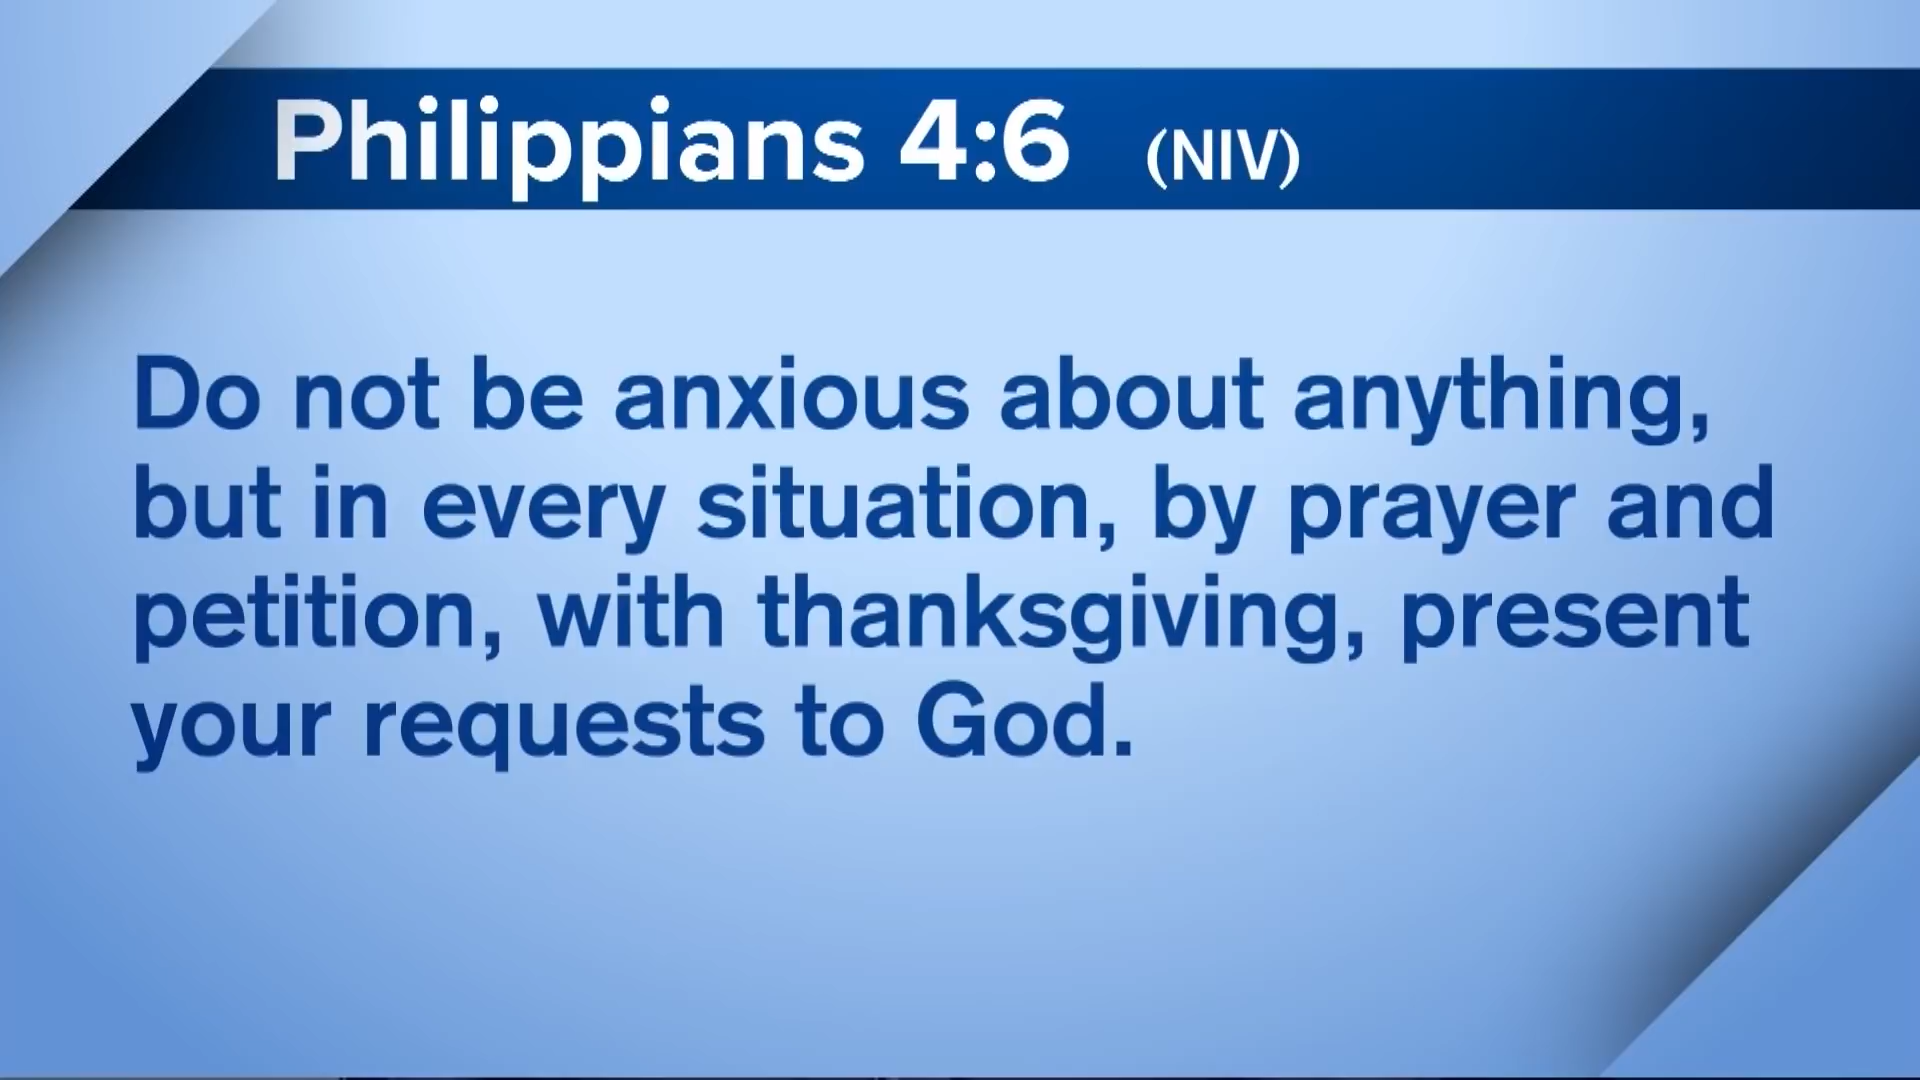 Philippians 4:6 (NIV)
Do not be anxious about anything,
but in every situation, by prayer and
petition, with thanksgiving, present
your requests to God.